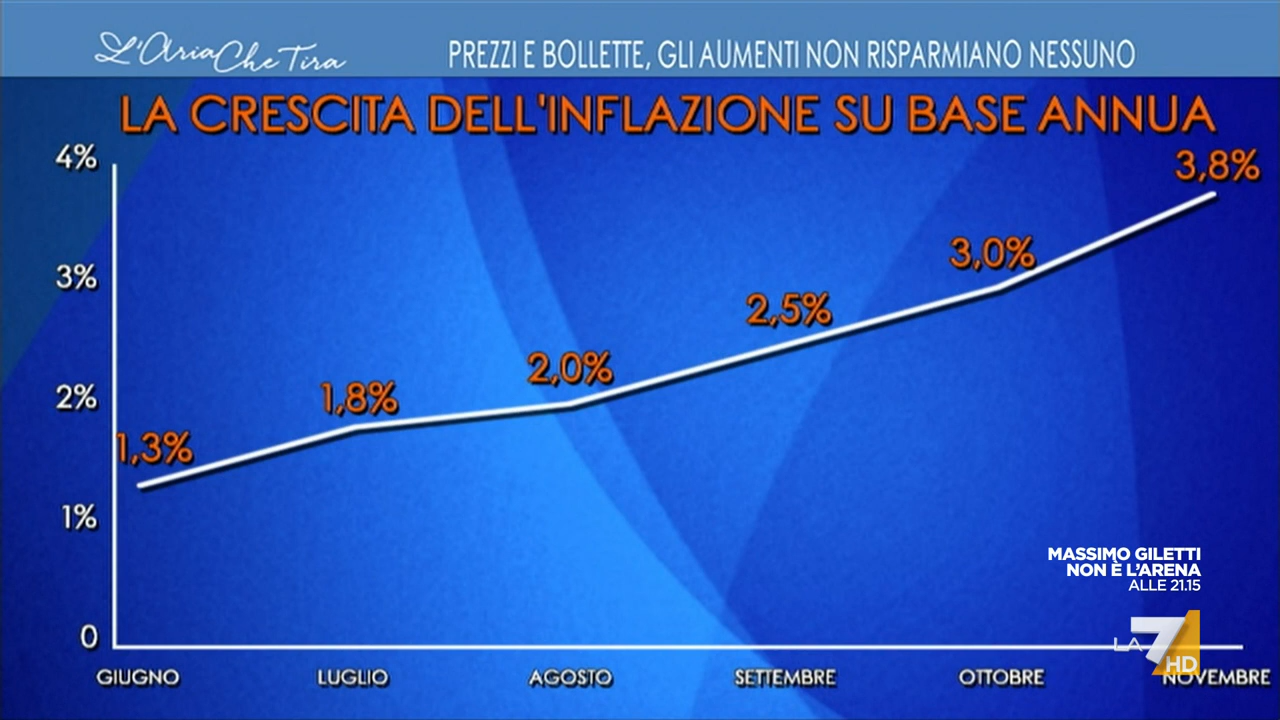 L'Aria Che Tira
PREZZI E BOLLETTE, GLI AUMENTI NON RISPARMIANO NESSUNO
LA CRESCITA DELL'INFLAZIONE SU BASE ANNUA
4%
3%
2%
1%
0
1,3%
1,8%
2,0%
2,5%
3,0%
3,8%
GIUGNO
LUGLIO
AGOSTO
SETTEMBRE
OTTOBRE
NOVEMBRE
MASSIMO GILETTI
NON È L'ARENA
ALLE 21.15
LA7
HD